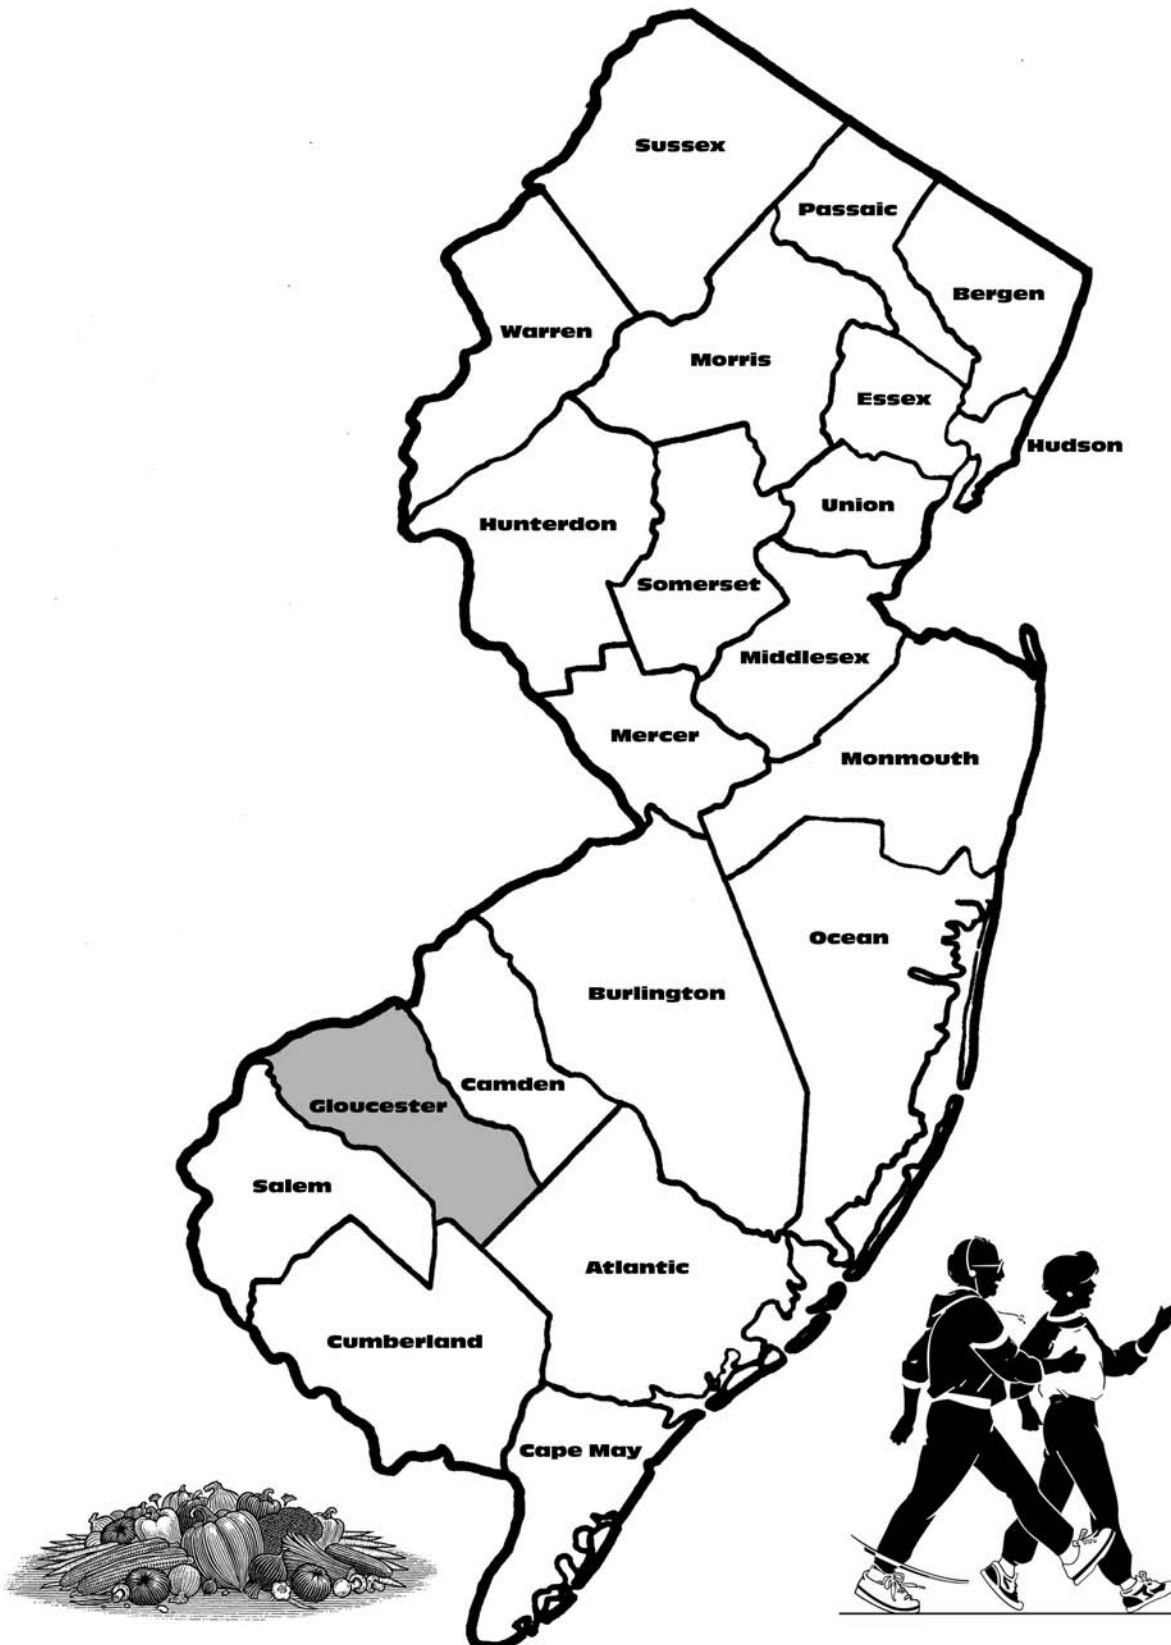 Sussex
Passaic
Bergen
Warren
Morris
Essex
Hudson
Union
Hunterdon
Somerset
Middlesex
Mercer
Monmouth
Ocean
Burlington
Camden
Gloucester
Salem
Atlantic
Cumberland
Cape May